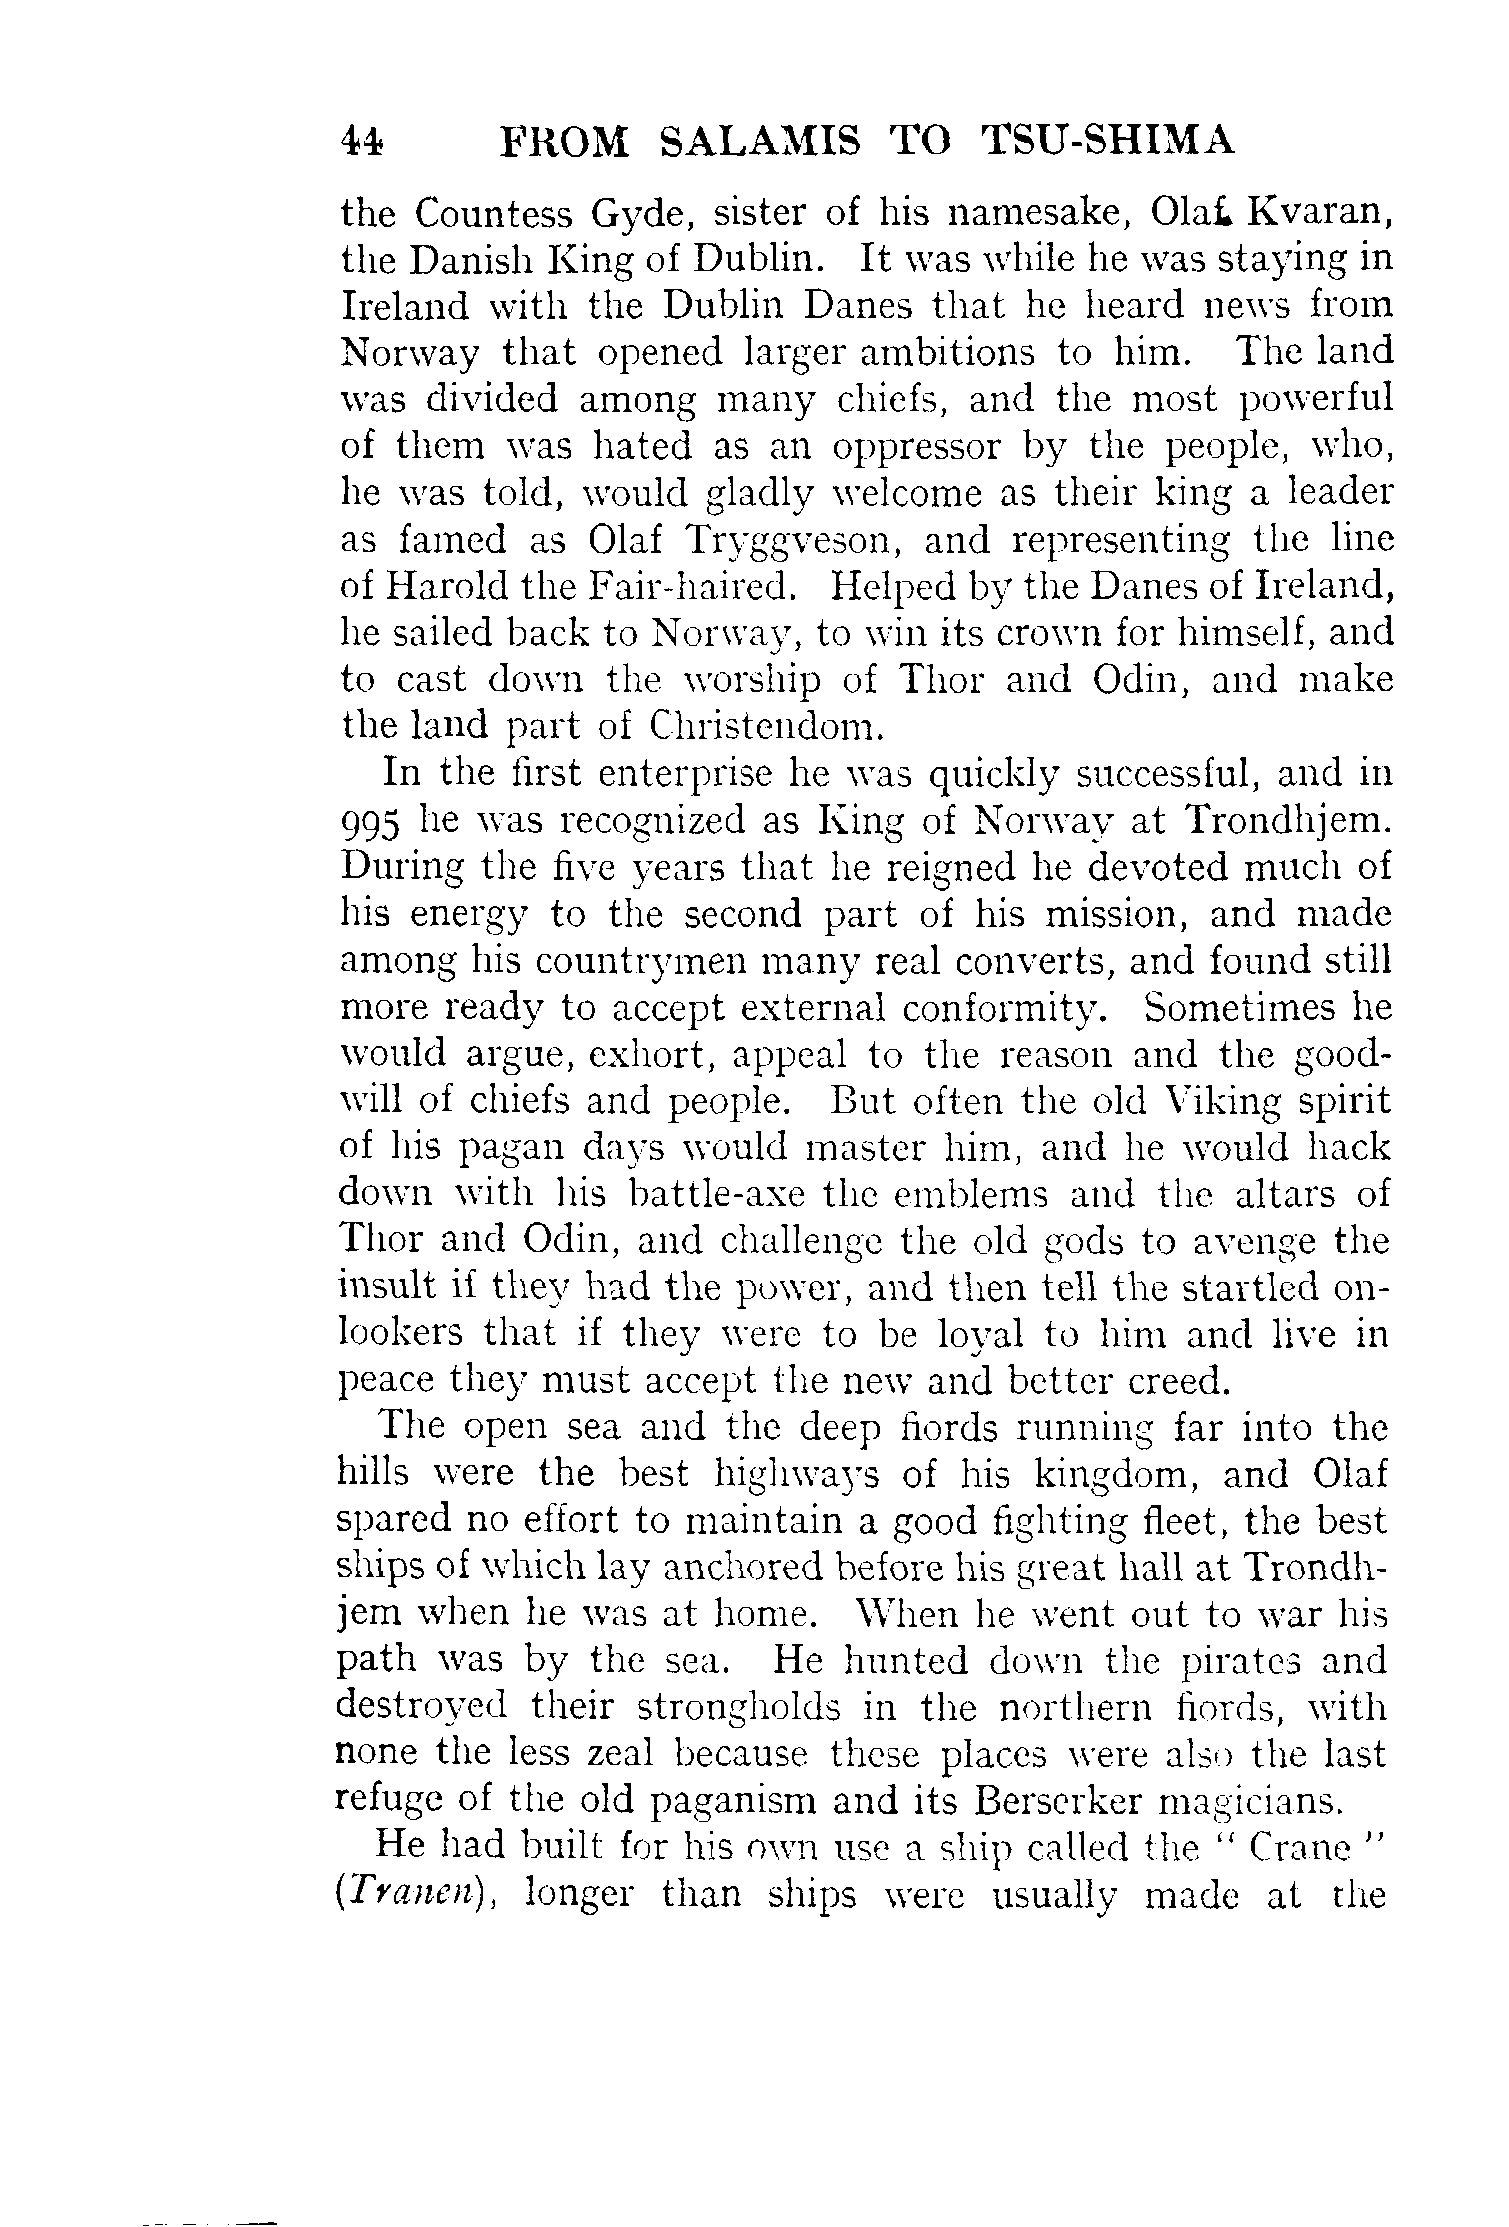 44 FROM SALAMIS TO TSU-SHIMA
the Countess Gyde, sister of his namesake, Olaf Kvaran,
the Danish King of Dublin. It was while he was staying in
Ireland with the Dublin Danes that he heard news from
Norway that opened larger ambitions to him. The land
was divided among many chiefs, and the most powerful
of them was hated as an oppressor by the people, who,
he was told, would gladly welcome as their king a leader
as famed as Olaf Tryggveson, and representing the line
of Harold the Fair-haired. Helped by the Danes of Ireland,
he sailed back to Norway, to win its crown for himself, and
to cast down the worship of Thor and Odin, and make
the land part of Christendom.
In the first enterprise he was quickly successful, and in
995 he was recognized as King of Norway at Trondhjem.
During the five years that he reigned he devoted much of
his energy to the second part of his mission, and made
among his countrymen many real converts, and found still
more ready to accept external conformity. Sometimes he
would argue, exhort, appeal to the reason and the good-
will of chiefs and people. But often the old Viking spirit
of his pagan days would master him, and he would hack
down with his battle-axe the emblems and the altars of
Thor and Odin, and challenge the old gods to avenge the
insult if they had the power, and then tell the startled on-
lookers that if they were to be loyal to him and live in
peace they must accept the new and better creed.
The open sea and the deep fiords running far into the
hills were the best highways of his kingdom, and Olaf
spared no effort to maintain a good fighting fleet, the best
ships of which lay anchored before his great hall at Trondh-
jem when he was at home. When he went out to war his
path was by the sea. He hunted down the pirates and
destroyed their strongholds in the northern fiords, with
none the less zeal because these places were also the last
refuge of the old paganism and its Berserker magicians.
He had built for his own use a ship called the " Crane "
(Tranen), longer than ships were usually made at the